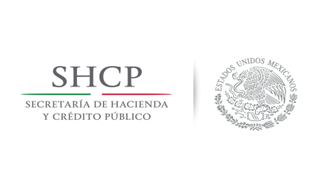 SHCP
SECRETARÍA DE HACIENDA
Y CRÉDITO PÚBLICO
ESTADOS UNIDOS MEXICANOS